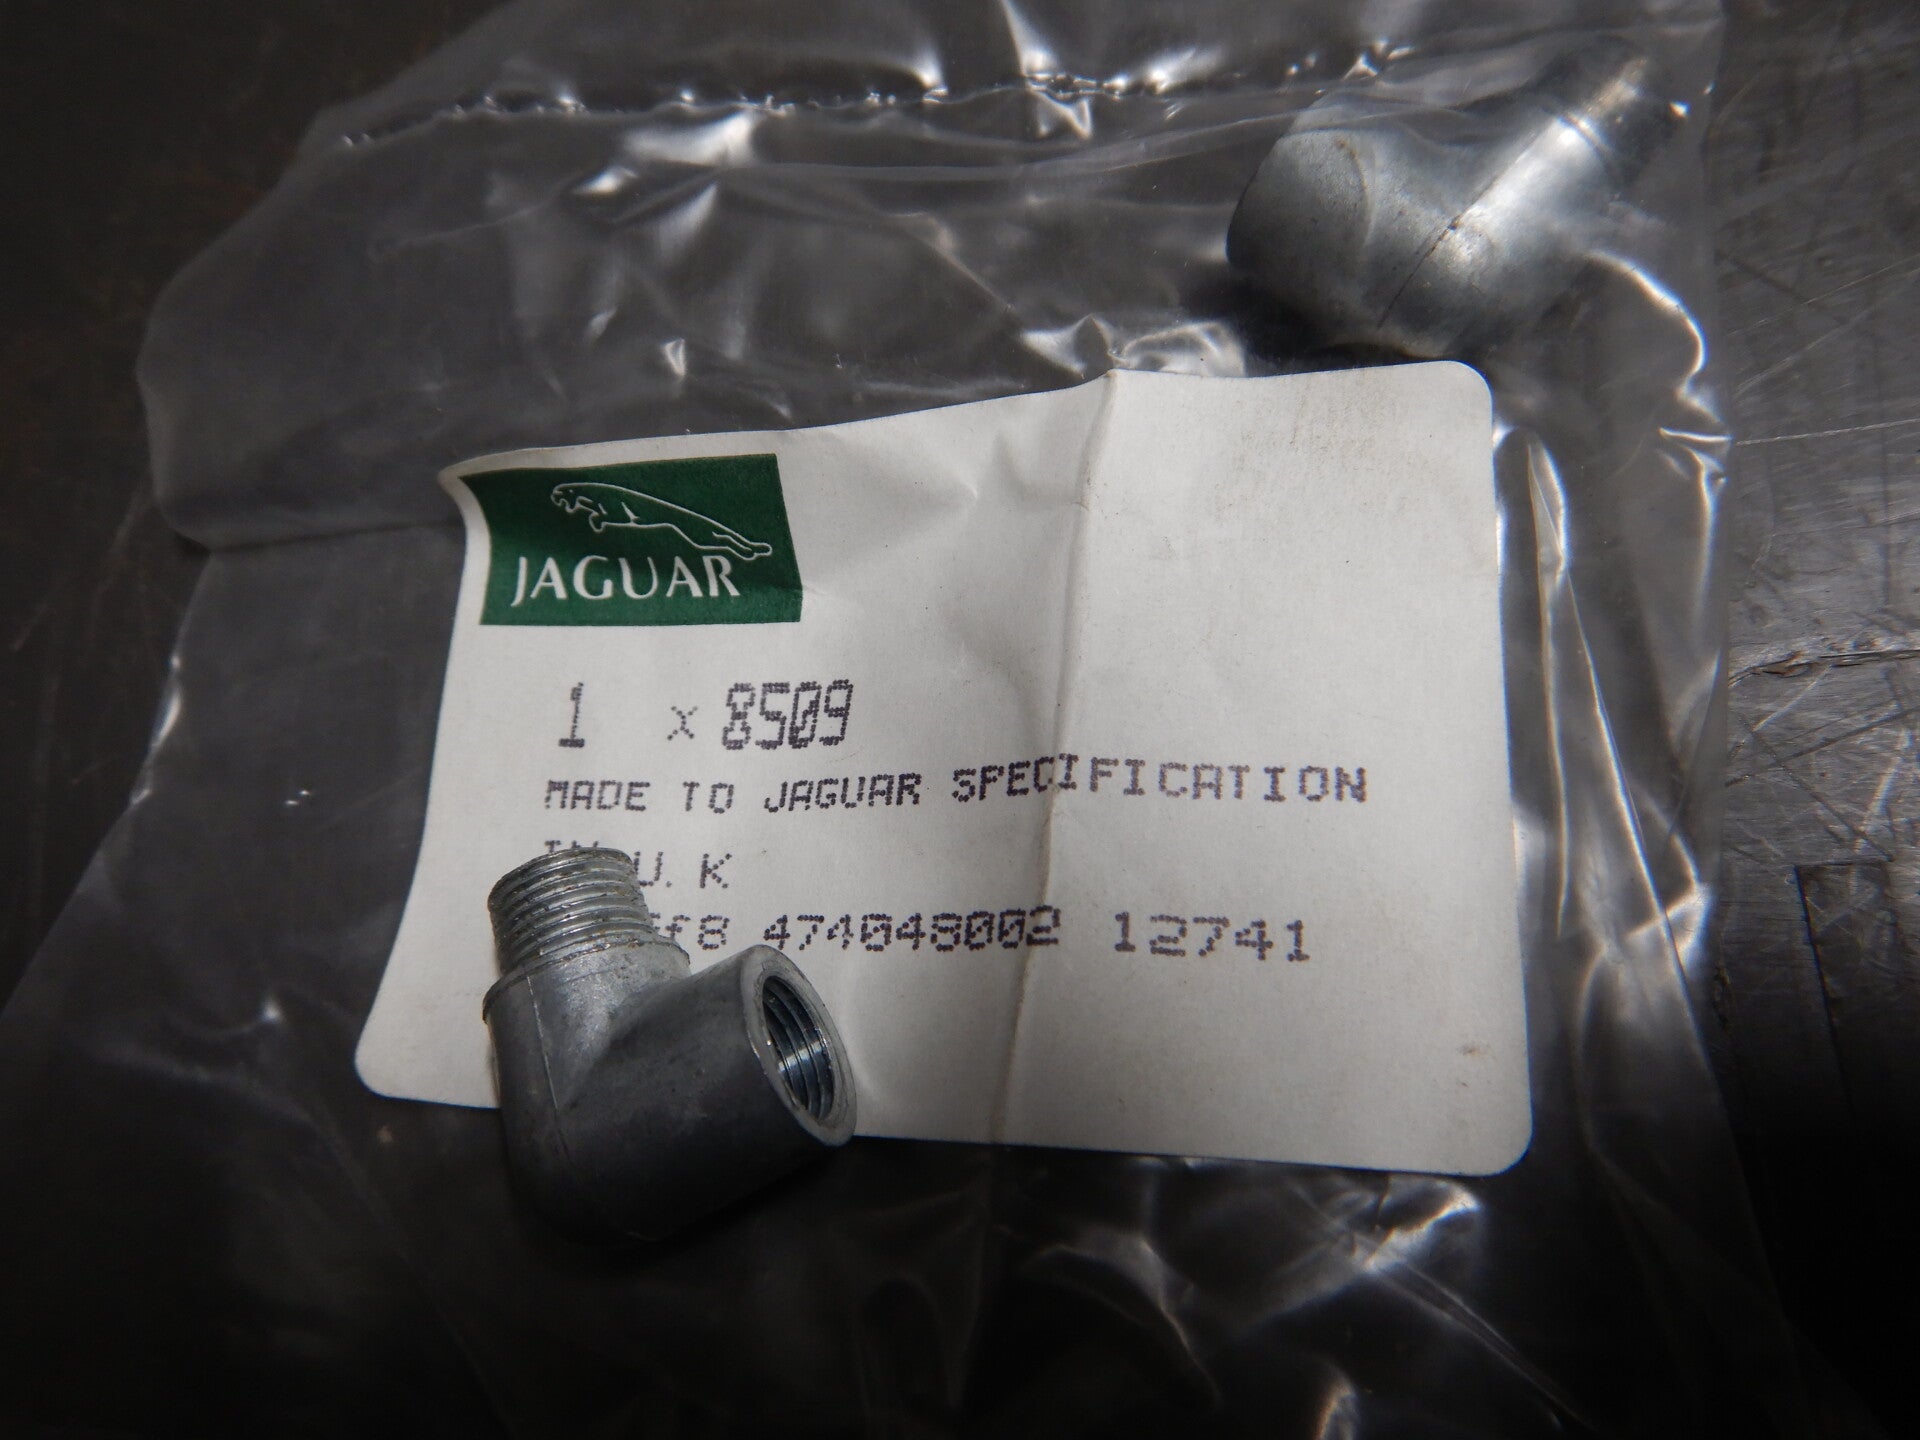 JAGUAR
1 x 8509
MADE TO JAGUAR SPECIFICATION
U. K
474048002 12741